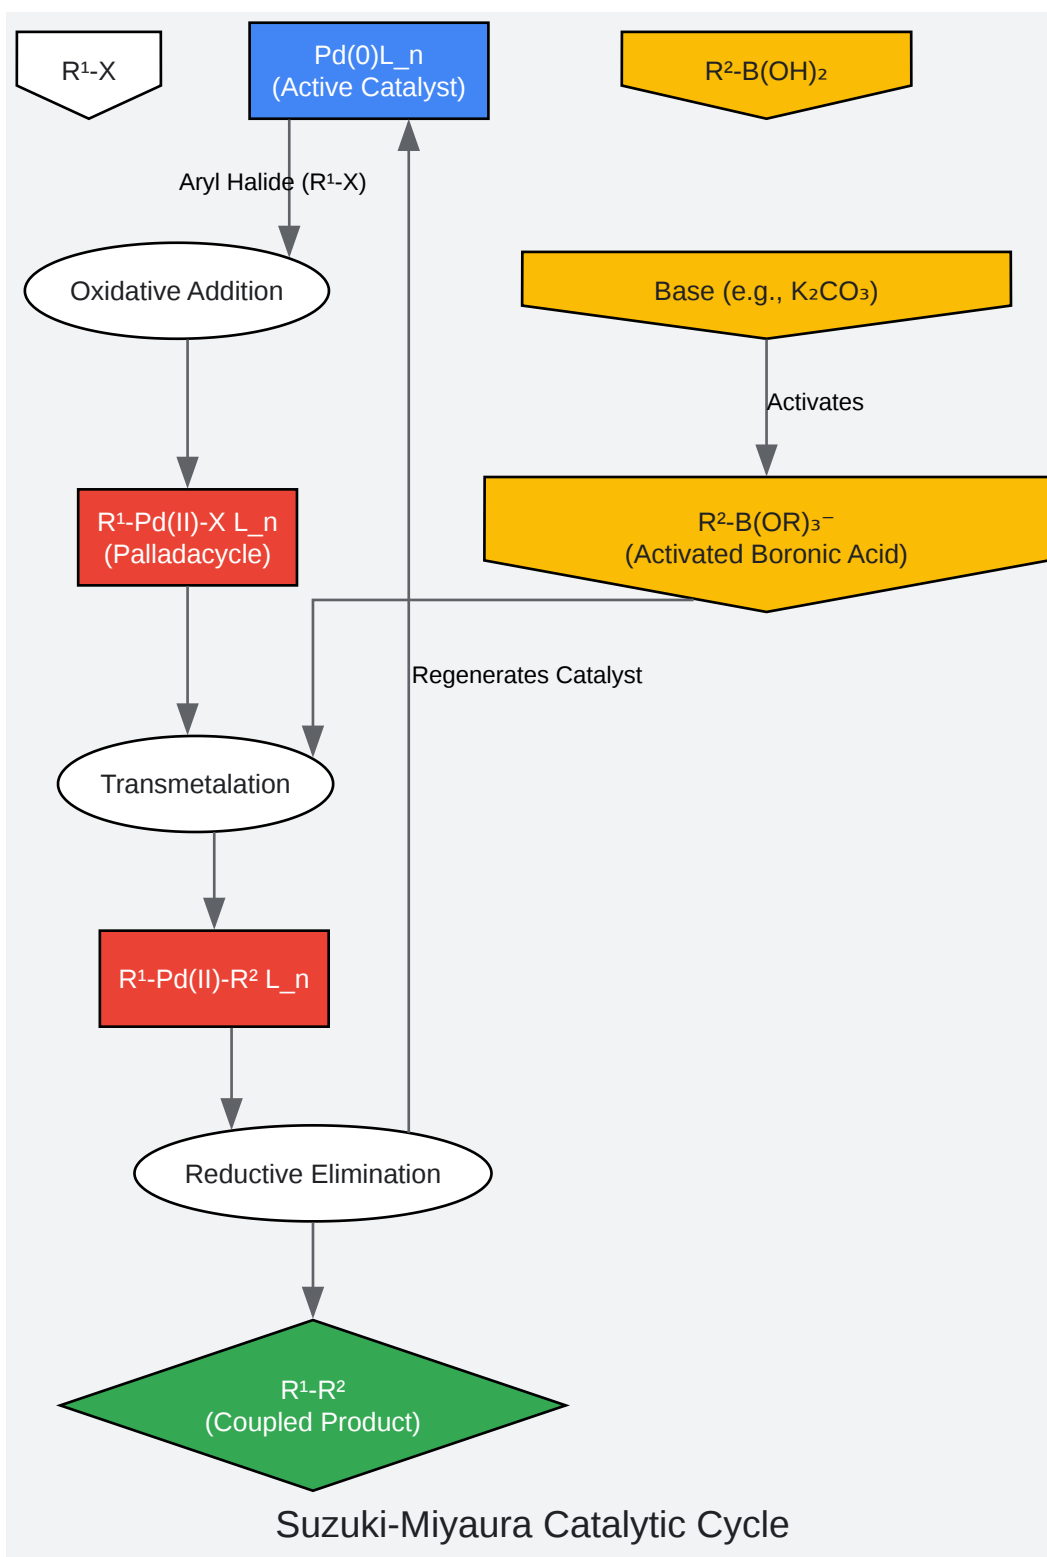 R¹-X
Pd(0)L_n
(Active Catalyst)
R²-B(OH)₂
Aryl Halide (R¹-X)
Oxidative Addition
Base (e.g., K₂CO₃)
Activates
R¹-Pd(II)-X L_n
(Palladacycle)
R²-B(OR)₃⁻
(Activated Boronic Acid)
Regenerates Catalyst
Transmetalation
R¹-Pd(II)-R² L_n
Reductive Elimination
R¹-R²
(Coupled Product)
Suzuki-Miyaura Catalytic Cycle